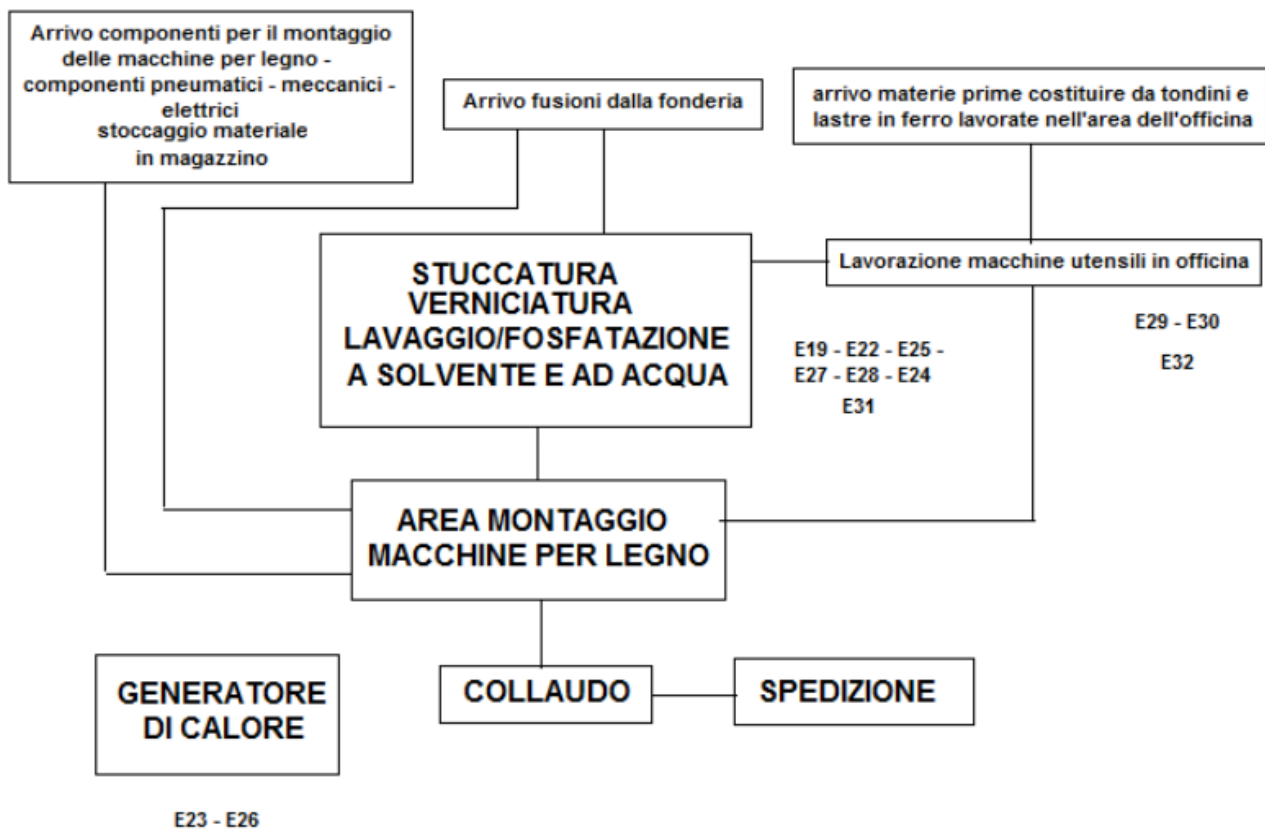 Arrivo componenti per il montaggio
delle macchine per legno -
componenti pneumatici - meccanici -
elettrici
stoccaggio materiale
in magazzino
Arrivo fusioni dalla fonderia
arrivo materie prime costituire da tondini e
lastre in ferro lavorate nell'area dell'officina
STUCCATURA
VERNICIATURA
LAVAGGIO/FOSFATAZIONE
A SOLVENTE E AD ACQUA
Lavorazione macchine utensili in officina
E19 - E22 - E25 -
E27 - E28 - E24
E31
E29 - E30
E32
AREA MONTAGGIO
MACCHINE PER LEGNO
GENERATORE
DI CALORE
COLLAUDO
SPEDIZIONE
E23 - E26